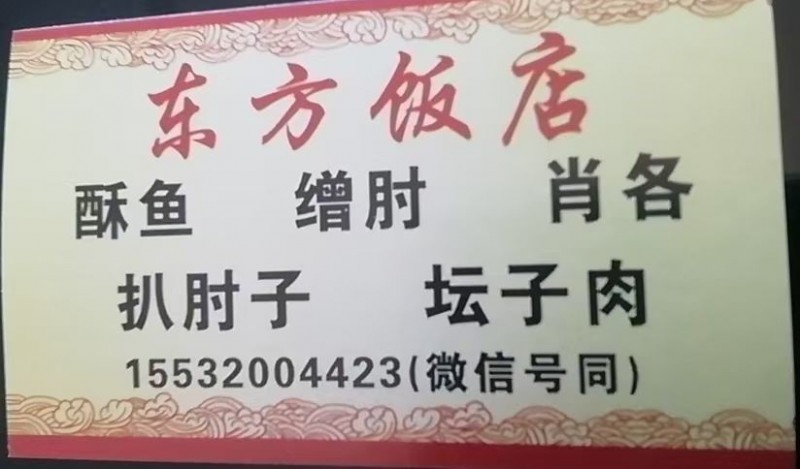 东方饭店
酥鱼 缯肘 肖各
扒肘子 坛子肉
15532004423(微信号同)